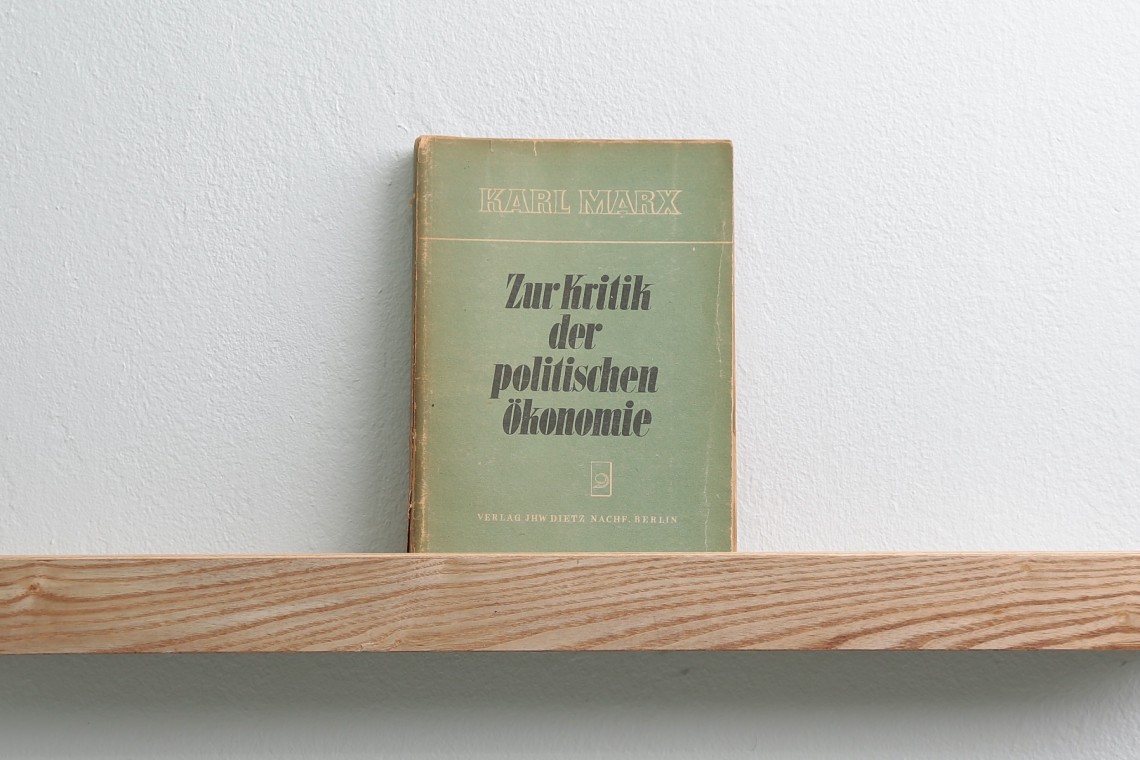 KARL MARX
Zur Kritik
der
politischen
Ökonomie
VERLAG JHW DIETZ NACHF. BERLIN